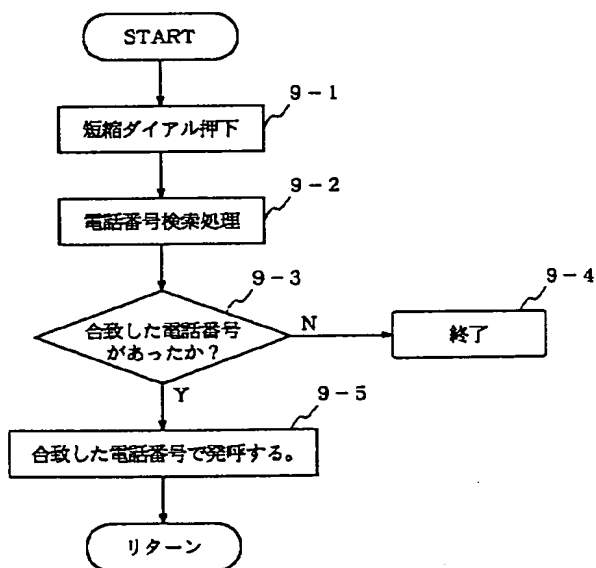 START
9-1
短縮ダイアル押下
9-2
電話番号検索処理
9-3
合致した電話番号
があったか？
N
9-4
終了
Y
9-5
合致した電話番号で発呼する。
リターン